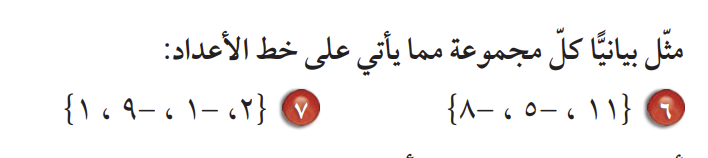 مثّل بيانيًّا كلّ مجموعة مما يأتي على خط الأعداد:
٦ {١١ ، –٥ ، –٨} ٧ {٢، –١ ، –٩ ، ١}